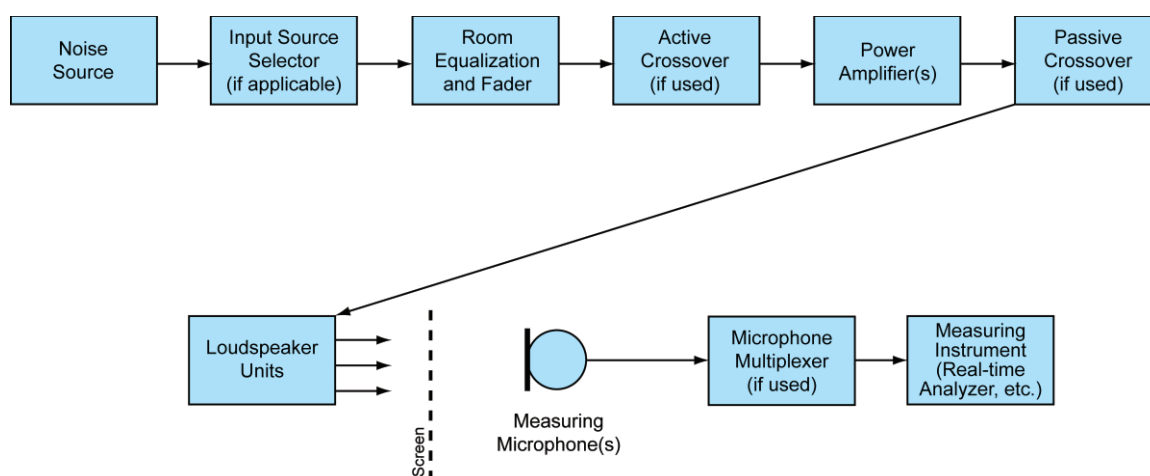 Noise
Source
Input Source
Selector
(if applicable)
Room
Equalization
and Fader
Active
Crossover
(if used)
Power
Amplifier(s)
Passive
Crossover
(if used)
Loudspeaker
Units
Screen
Measuring
Microphone(s)
Microphone
Multiplexer
(if used)
Measuring
Instrument
(Real-time
Analyzer, etc.)